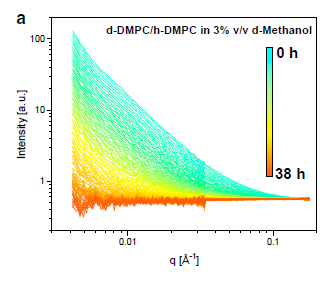 a
d-DMPC/h-DMPC in 3% v/v d-Methanol
0 h
38 h
100
10
1
Intensity [a.u.]
0.01
0.1
q [Å⁻¹]